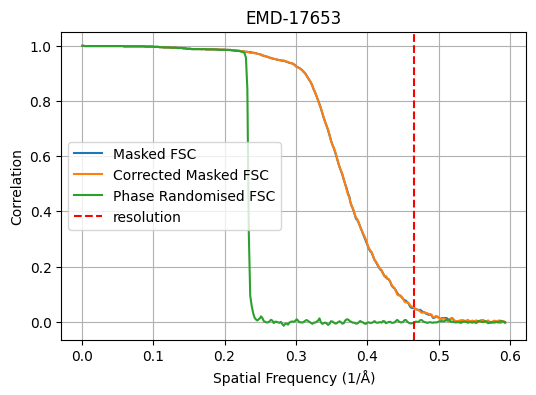 EMD-17653
Correlation
1.0
0.8
0.6
0.4
0.2
0.0
Masked FSC
Corrected Masked FSC
Phase Randomised FSC
resolution
0.0 0.1 0.2 0.3 0.4 0.5 0.6
Spatial Frequency (1/Å)